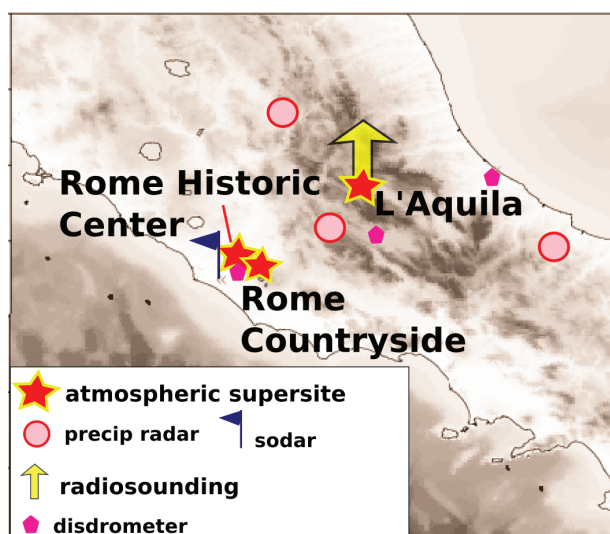 Rome Historic
Center
L'Aquila
Rome
Countryside
atmospheric supersite
precip radar
sodar
radiosounding
disdrometer